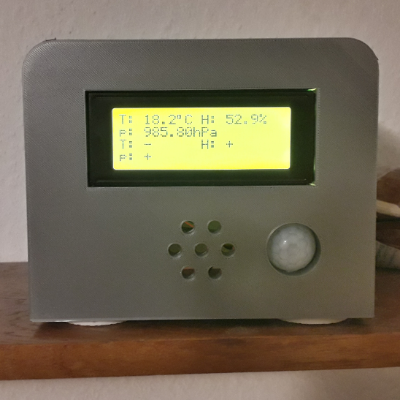 T: 18.2°C H: 52.9%
p: 985.80hPa
T: - H: +
p: +